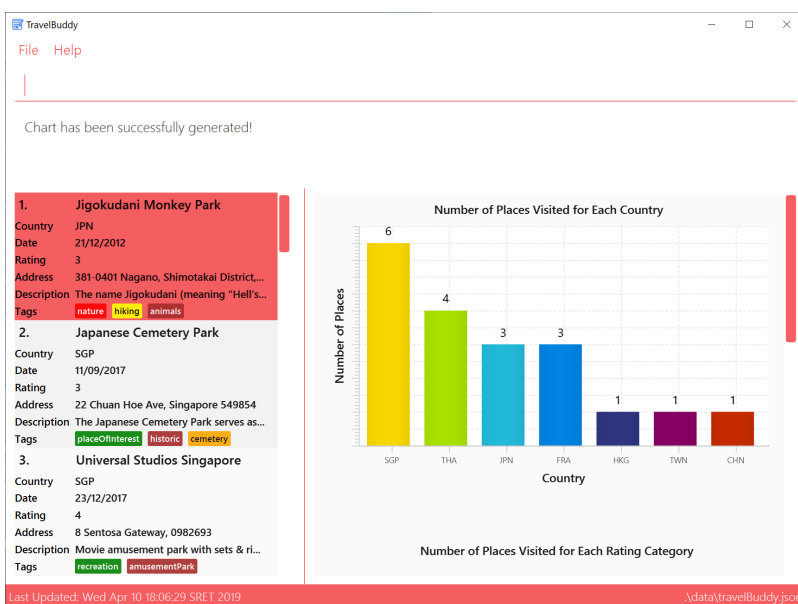 TravelBuddy
File Help
Chart has been successfully generated!
1. Jigokudani Monkey Park
Country JPN
Date 21/12/2012
Rating 3
Address 381-0401 Nagano, Shimotakai District,...
Description The name Jigokudani (meaning “Hell’s...
Tags nature hiking animals
2. Japanese Cemetery Park
Country SGP
Date 11/09/2017
Rating 3
Address 22 Chuan Hoe Ave, Singapore 549854
Description The Japanese Cemetery Park serves as...
Tags placeOfInterest historic cemetery
3. Universal Studios Singapore
Country SGP
Date 23/12/2017
Rating 4
Address 8 Sentosa Gateway, 0982693
Description Movie amusement park with sets & ri...
Tags recreation amusementPark
Number of Places Visited for Each Country
Number of Places
6 4 3 3 1 1 1
SGP THA JPN FRA HKG TWN CHN
Country
Number of Places Visited for Each Rating Category
Last Updated: Wed Apr 10 18:06:29 SRET 2019
.\data\travelBuddy.json